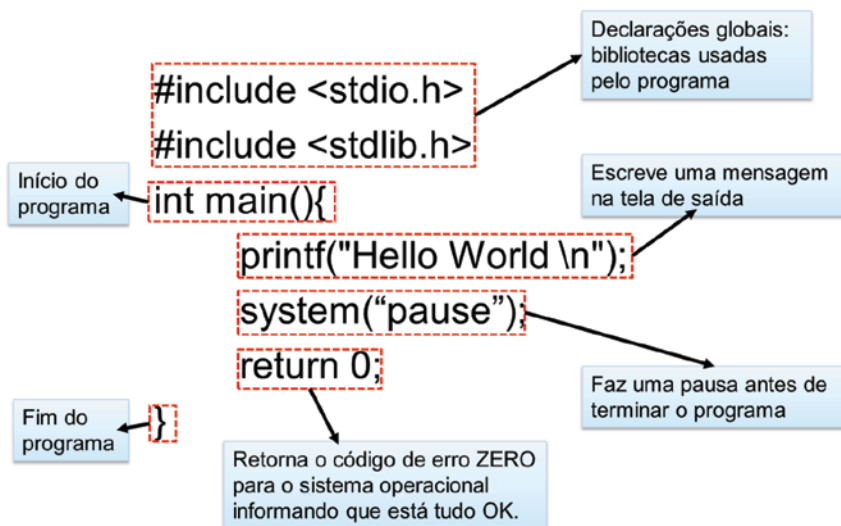 Declarações globais:
bibliotecas usadas
pelo programa
#include <stdio.h>
#include <stdlib.h>
Início do
programa
int main(){
Escreve uma mensagem
na tela de saída
printf("Hello World \n");
system(“pause”);
return 0;
Faz uma pausa antes de
terminar o programa
Fim do
programa
}
Retorna o código de erro ZERO
para o sistema operacional
informando que está tudo OK.